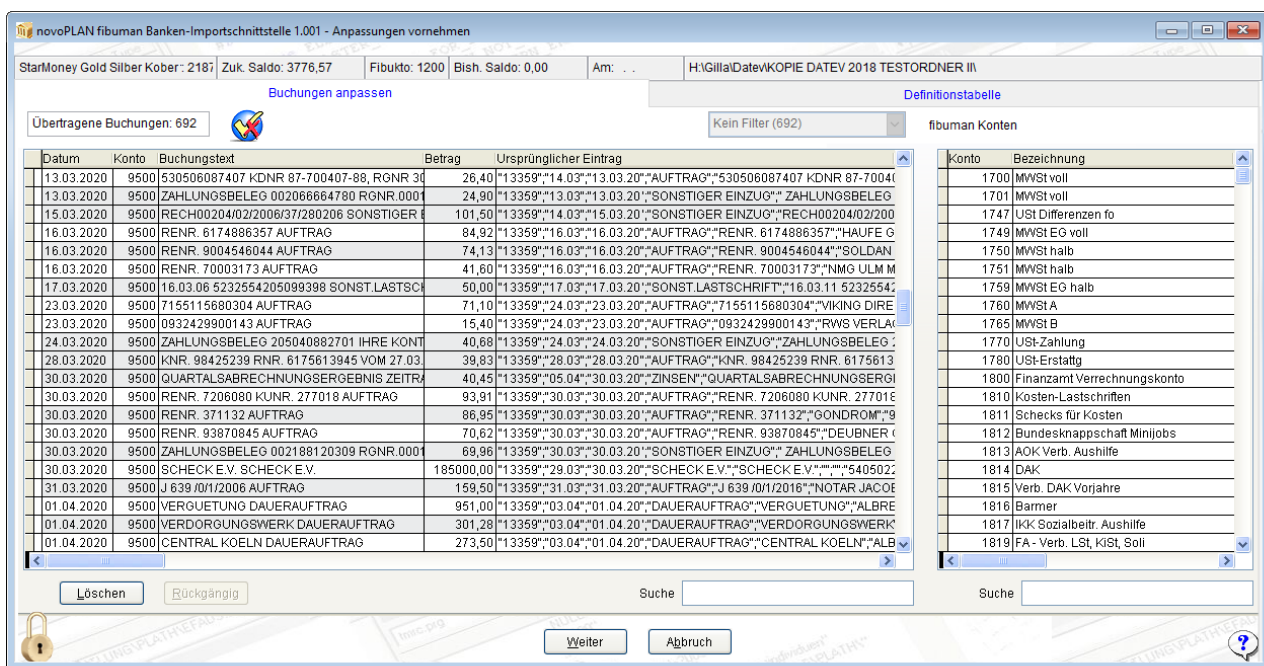 novoPLAN fibuman Banken-Importschnittstelle 1.001 - Anpassungen vornehmen
StarMoney Gold Silber Kober Zuk. Saldo: 3776,57 Fibukto: 1200 Bish. Saldo: 0,00 Am: . . H:\Gilla\Datev\KOPIE DATEV 2018 TESTORDNER II\
Buchungen anpassen Definitionstabelle
Übertragene Buchungen: 692 Kein Filter (692) fibuman Konten
Datum Konto Buchungstext Betrag Ursprünglicher Eintrag Konto Bezeichnung
13.03.2020 9500 530506087407 KDNR 87-700407-88, RGNR 30 26,40 "13359";"14.03";"13.03.20";"AUFTRAG";"530506087407 KDNR 87-70040 1700 MWSt voll
13.03.2020 9500 ZAHLUNGSBELEG 002066664780 RGNR.0001 24,90 "13359";"14.03";"13.03.20";"SONSTIGER EINZUG";" ZAHLUNGSBELEG 1701 MWSt voll
15.03.2020 9500 RECH00204/02/2006/37/280206 SONSTIGER E 101,50 "13359";"14.03";"15.03.20";"SONSTIGER EINZUG";"RECH00204/02/200 1747 USt Differenzen fo
16.03.2020 9500 RENR. 6174886357 AUFTRAG 84,92 "13359";"16.03";"16.03.20";"AUFTRAG";"RENR. 6174886357";"HAUFE G 1749 MWSt EG voll
16.03.2020 9500 RENR. 9004546044 AUFTRAG 74,13 "13359";"16.03";"16.03.20";"AUFTRAG";"RENR. 9004546044";"SOLDAN 1750 MWSt halb
16.03.2020 9500 RENR. 70003173 AUFTRAG 41,60 "13359";"16.03";"16.03.20";"AUFTRAG";"RENR. 70003173";"NMG ULM M 1751 MWSt halb
17.03.2020 9500 16.03.06 5232554205099398 SONST.LASTSCH 50,00 "13359";"17.03";"17.03.20";"SONST.LASTSCHRIFT";"16.03.11 52325542 1759 MWSt EG halb
23.03.2020 9500 7155115680304 AUFTRAG 71,10 "13359";"24.03";"23.03.20";"AUFTRAG";"7155115680304";"VIKING DIRE 1760 MWSt A
23.03.2020 9500 0932429900143 AUFTRAG 15,40 "13359";"24.03";"23.03.20";"AUFTRAG";"0932429900143";"RWS VERLA 1765 MWSt B
24.03.2020 9500 ZAHLUNGSBELEG 205040882701 IHRE KONT 40,68 "13359";"24.03";"24.03.20";"SONSTIGER EINZUG";"ZAHLUNGSBELEG 2 1770 USt-Zahlung
28.03.2020 9500 KNR. 98425239 RNR. 6175613945 VOM 27.03. 39,83 "13359";"28.03";"28.03.20";"AUFTRAG";"KNR. 98425239 RNR. 6175613 1780 USt-Erstattg
30.03.2020 9500 QUARTALSABRECHNUNGSERGEBNIS ZEITRA 40,45 "13359";"05.04";"30.03.20";"ZINSEN";"QUARTALSABRECHNUNGSERGI 1800 Finanzamt Verrechnungskonto
30.03.2020 9500 RENR. 7206080 KUNR. 277018 AUFTRAG 93,91 "13359";"30.03";"30.03.20";"AUFTRAG";"RENR. 7206080 KUNR. 277018 1810 Kosten-Lastschriften
30.03.2020 9500 RENR. 371132 AUFTRAG 86,95 "13359";"30.03";"30.03.20";"AUFTRAG";"RENR. 371132";"GONDROM";"9 1811 Schecks für Kosten
30.03.2020 9500 RENR. 93870845 AUFTRAG 70,62 "13359";"30.03";"30.03.20";"AUFTRAG";"RENR. 93870845";"DEUBNER 1812 Bundesknappschaft Minijobs
30.03.2020 9500 ZAHLUNGSBELEG 002188120309 RGNR.0001 69,96 "13359";"30.03";"30.03.20";"SONSTIGER EINZUG";" ZAHLUNGSBELEG 1813 AOK Verb. Aushilfe
30.03.2020 9500 SCHECK E.V. SCHECK E.V. 185000,00 "13359";"29.03";"30.03.20";"SCHECK E.V.";"SCHECK E.V.";"";"";"5405022 1814 DAK
31.03.2020 9500 J 639 /0/1/2006 AUFTRAG 159,50 "13359";"31.03";"31.03.20";"AUFTRAG";"J 639 /0/1/2016";"NOTAR JACOB 1815 Verb. DAK Vorjahre
01.04.2020 9500 VERGUETUNG DAUERAUFTRAG 951,00 "13359";"03.04";"01.04.20";"DAUERAUFTRAG";"VERGUETUNG";"ALBRE 1816 Barmer
01.04.2020 9500 VERDORGUNGSWERK DAUERAUFTRAG 301,28 "13359";"03.04";"01.04.20";"DAUERAUFTRAG";"VERDORGUNGSWERK 1817 IKK Sozialbeitr. Aushilfe
01.04.2020 9500 CENTRAL KOELN DAUERAUFTRAG 273,50 "13359";"03.04";"01.04.20";"DAUERAUFTRAG";"CENTRAL KOELN";"ALB 1819 FA - Verb. LSt, KiSt, Soli
Löschen Rückgängig Suche Suche
Weiter Abbruch